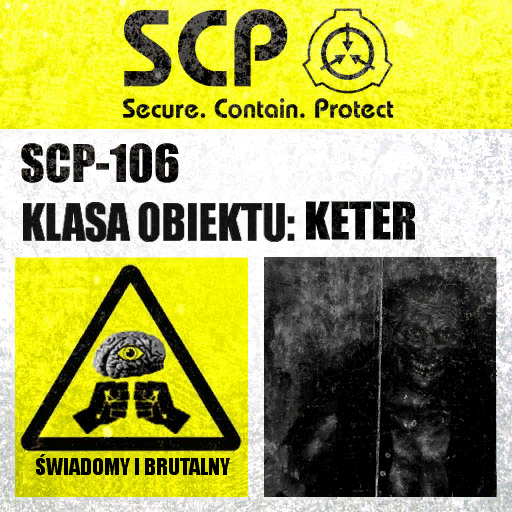 SCP
Secure. Contain. Protect
SCP-106
KLASA OBIEKTU: KETER
ŚWIADOMY I BRUTALNY